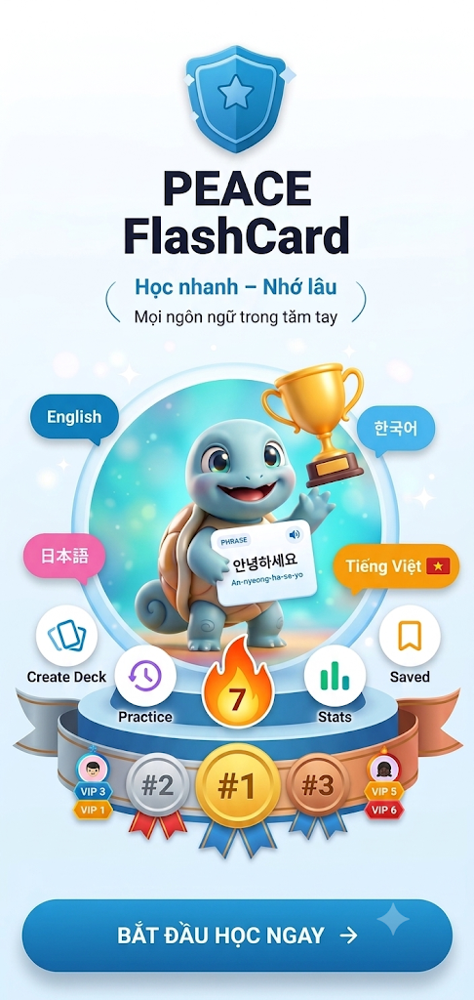 PEACE
FlashCard
Học nhanh – Nhớ lâu
Mọi ngôn ngữ trong tăm tay
English
한국어
PHRASE
안녕하세요
An-nyeong-ha-se-yo
日本語
Tiếng Việt
Create Deck
Saved
Practice
7
Stats
VIP 3
VIP 1
#2
#1
#3
VIP 5
VIP 6
BẮT ĐẦU HỌC NGAY →